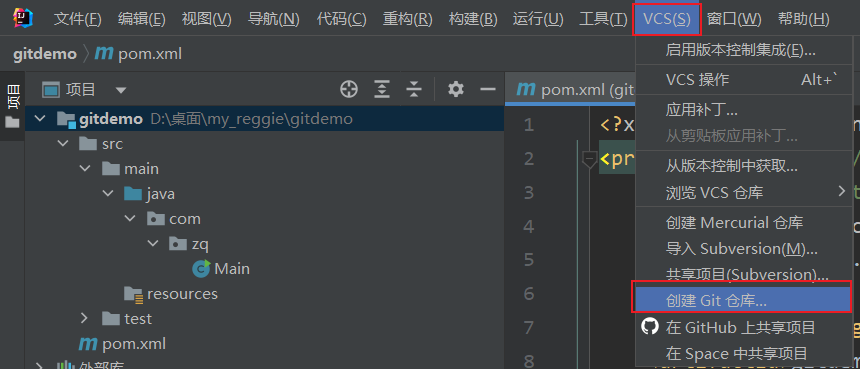 文件(F) 编辑(E) 视图(V) 导航(N) 代码(C) 重构(R) 构建(B) 运行(U) 工具(T) VCS(S) 窗口(W) 帮助(H)
gitdemo pom.xml
项目
项目
gitdemo D:\桌面\my_reggie\gitdemo
src
main
java
com
zq
Main
resources
test
pom.xml
外部库
pom.xml (git
1 <?x
2 <pr
3
4
5
6
7
8
启用版本控制集成(E)...
VCS 操作 Alt+`
应用补丁...
从剪贴板应用补丁...
从版本控制中获取...
浏览 VCS 仓库
创建 Mercurial 仓库
导入 Subversion(M)...
共享项目(Subversion)...
创建 Git 仓库...
在 GitHub 上共享项目
在 Space 中共享项目